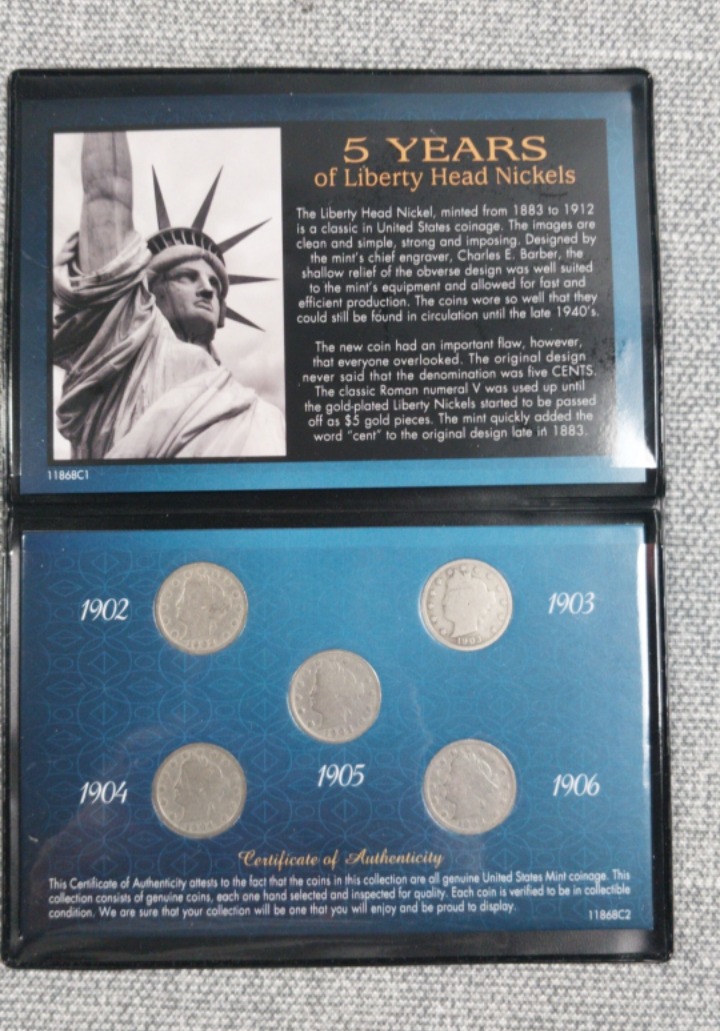 5 YEARS
of Liberty Head Nickels
The Liberty Head Nickel, minted from 1883 to 1912
is a classic in United States coinage. The images are
clean and simple, strong and imposing. Designed by
the mint's chief engraver, Charles E. Barber, the
shallow relief of the obverse design was well suited
to the mint's equipment and allowed for fast and
efficient production. The coins wore so well that they
could still be found in circulation until the late 1940's.
The new coin had an important flaw, however,
that everyone overlooked. The original design
never said that the denomination was five CENTS.
The classic Roman numeral V was used up until
the gold-plated Liberty Nickels started to be passed
off as $5 gold pieces. The mint quickly added the
word "cent" to the original design late in 1883.
11868C1
1902
1903
1903
1904
1905
1906
Certificate of Authenticity
This Certificate of Authenticity attests to the fact that the coins in this collection are all genuine United States Mint coinage. This
collection consists of genuine coins, each one hand selected and inspected for quality. Each coin is verified to be in collectible
condition. We are sure that your collection will be one that you will enjoy and be proud to display.
11868C2